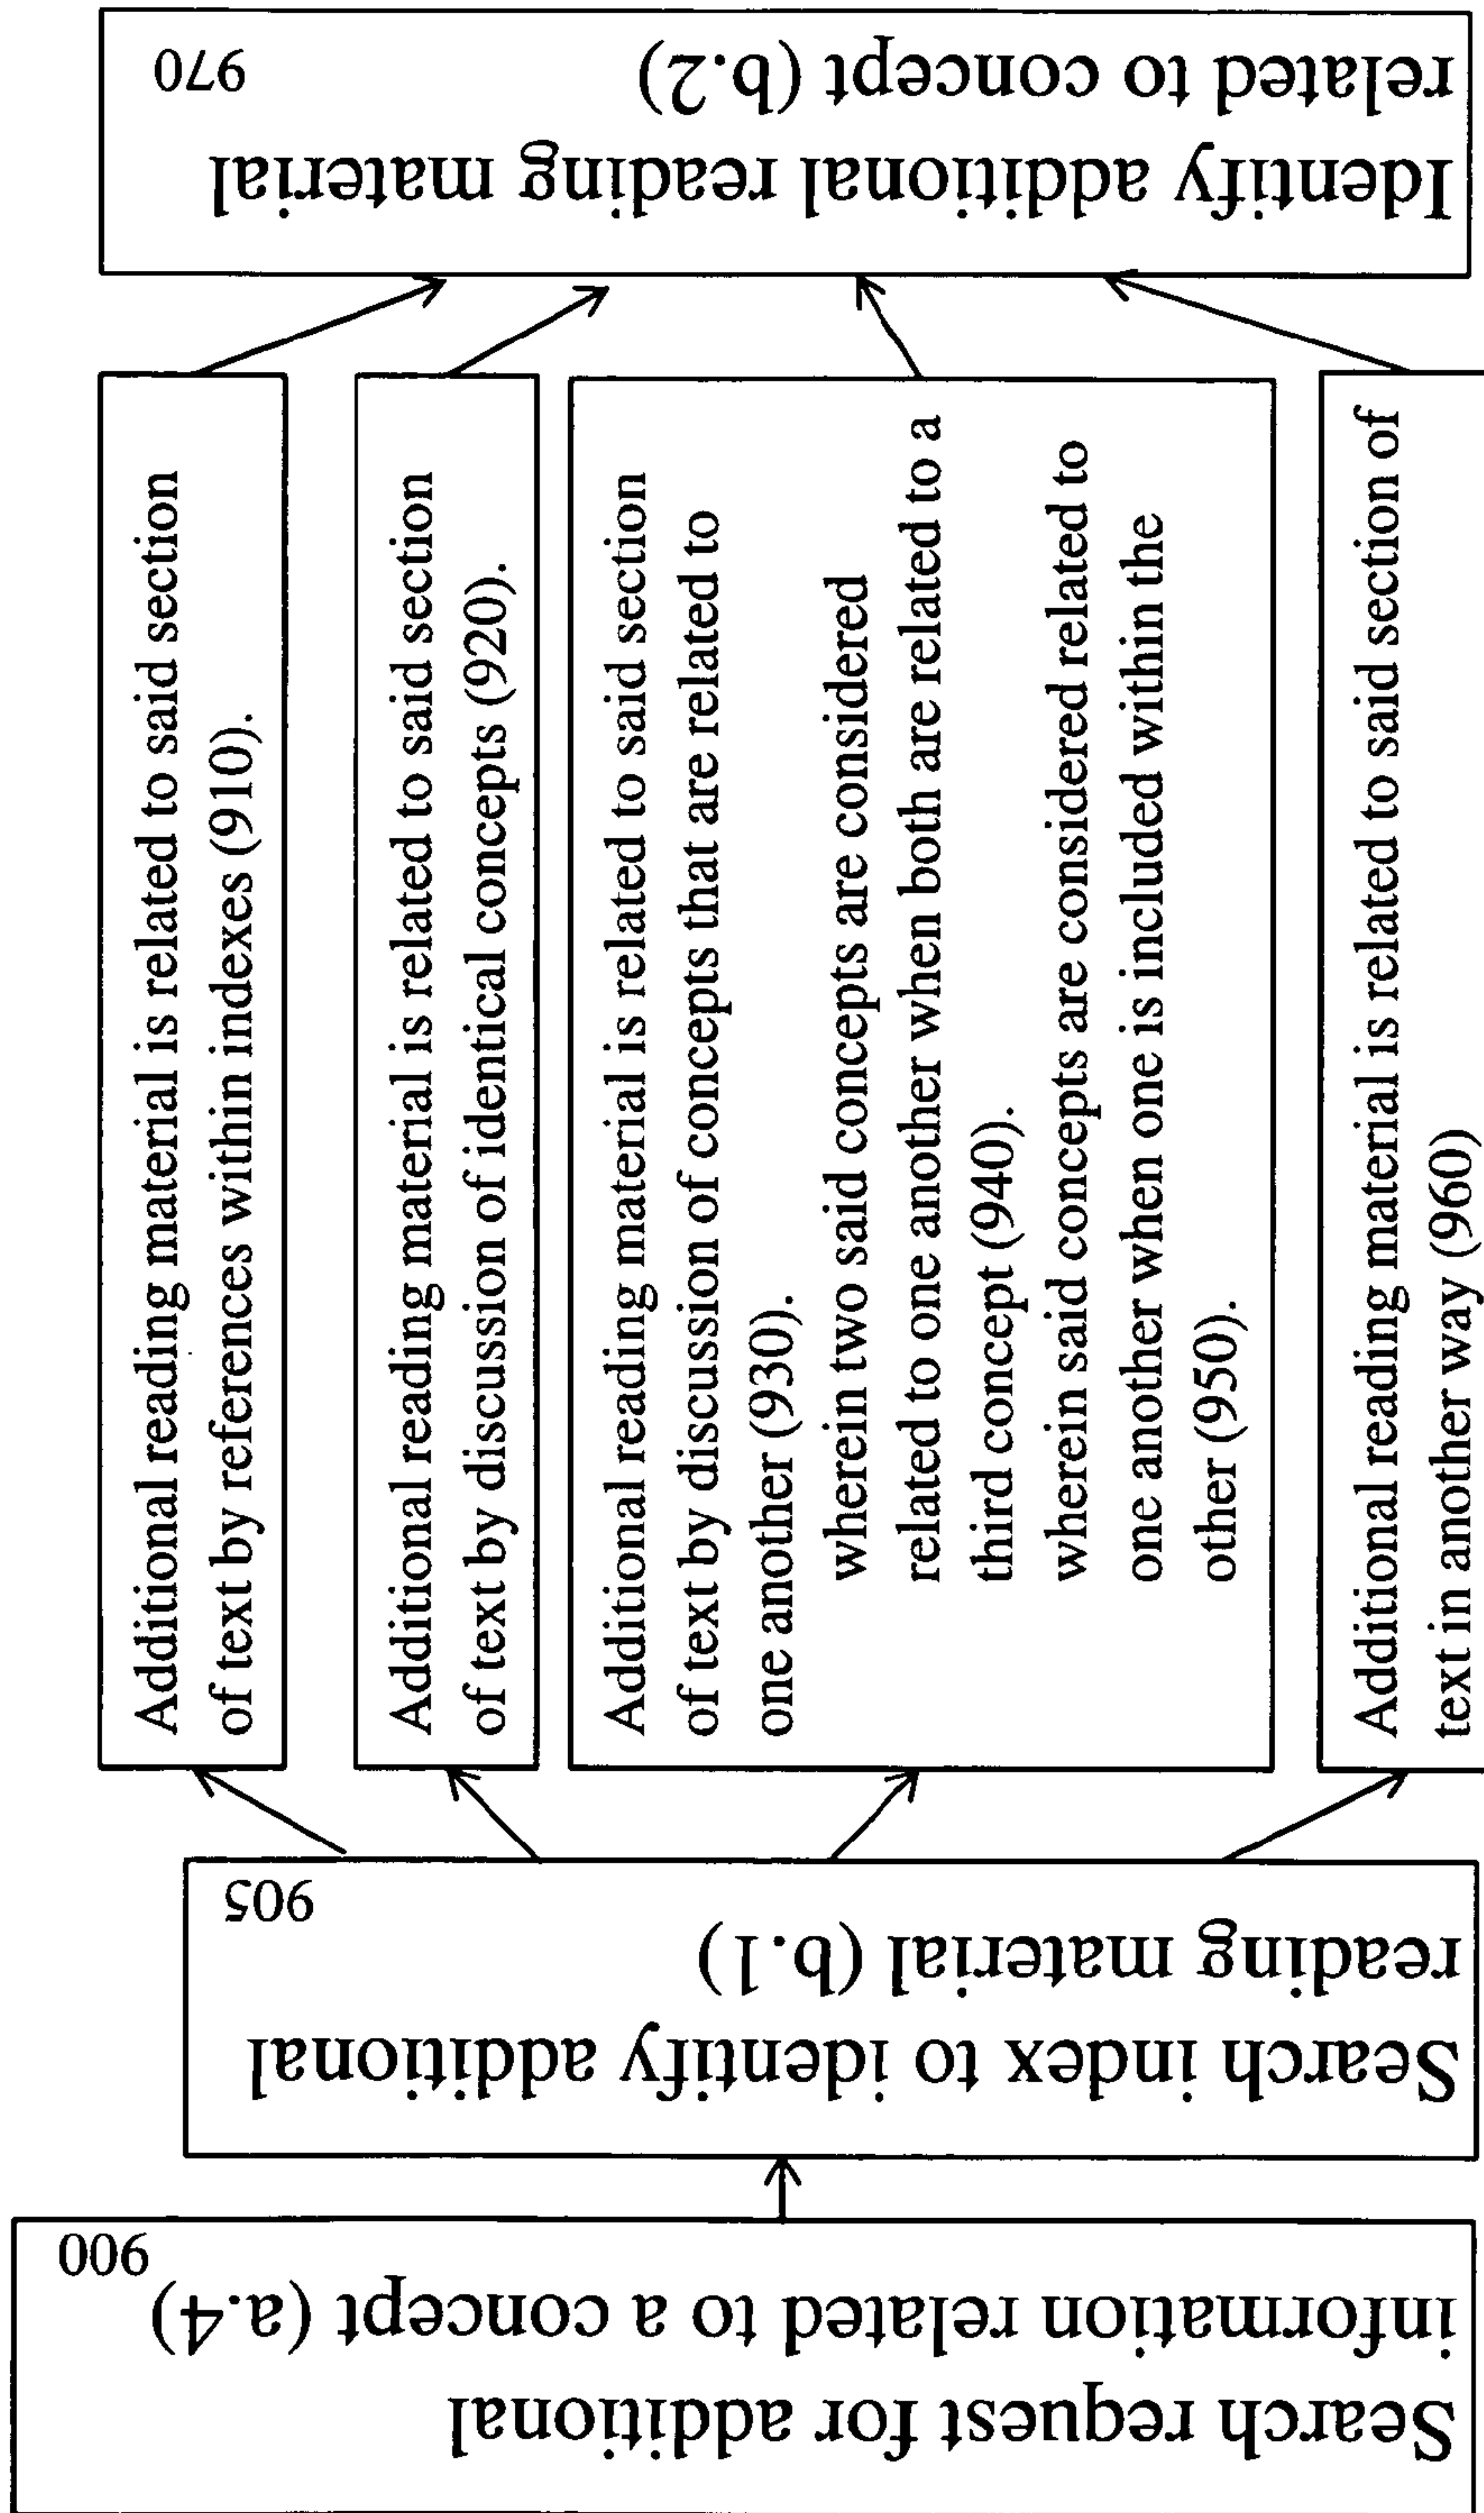 Search request for additional
information related to a concept (a.4)
900
Search index to identify additional
reading material (b.1)
905
Additional reading material is related to said section
of text by references within indexes (910).
Additional reading material is related to said section
of text by discussion of identical concepts (920).
Additional reading material is related to said section
of text by discussion of concepts that are related to
one another (930).
wherein two said concepts are considered
related to one another when both are related to a
third concept (940).
wherein said concepts are considered related to
one another when one is included within the
other (950).
Additional reading material is related to said section of
text in another way (960)
Identify additional reading material
related to concept (b.2)
970